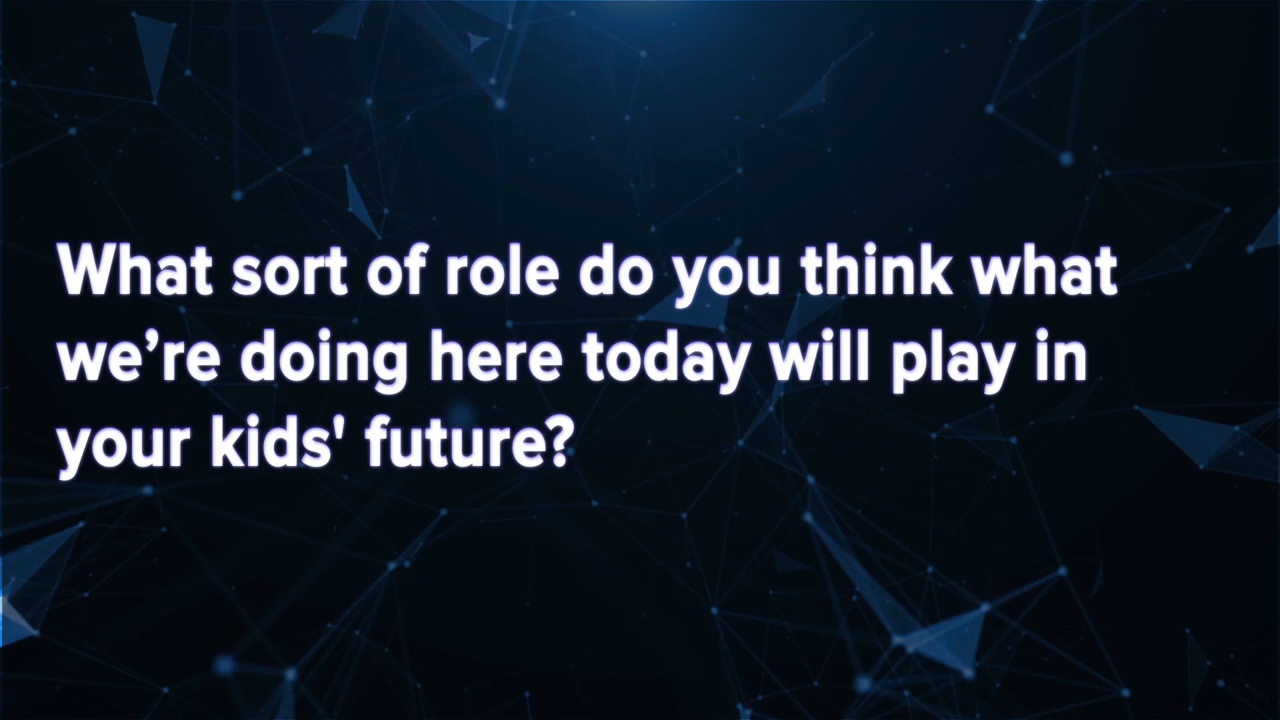 What sort of role do you think what
we’re doing here today will play in
your kids' future?